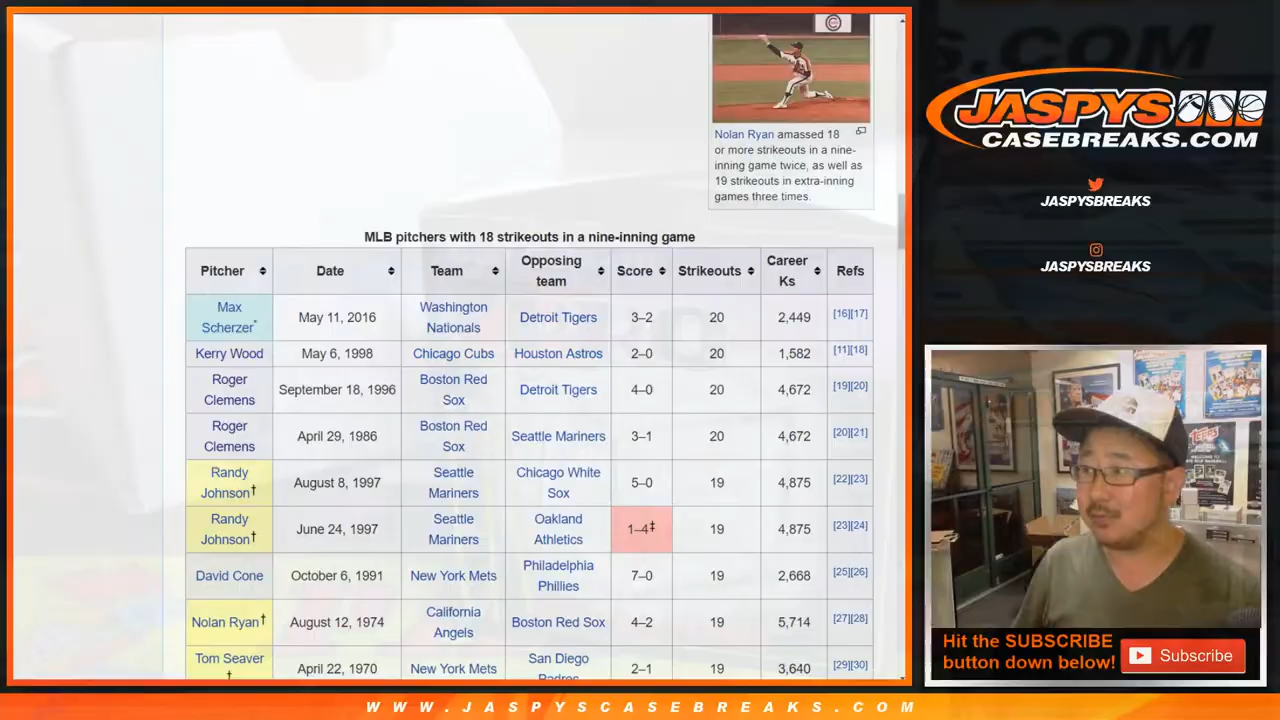 Nolan Ryan amassed 18
or more strikeouts in a nine-
inning game twice, as well as
19 strikeouts in extra-inning
games three times.
MLB pitchers with 18 strikeouts in a nine-inning game
Pitcher Date Team Opposing team Score Strikeouts Career Ks Refs
Max Scherzer* May 11, 2016 Washington Nationals Detroit Tigers 3–2 20 2,449 [16][17]
Kerry Wood May 6, 1998 Chicago Cubs Houston Astros 2–0 20 1,582 [11][18]
Roger Clemens September 18, 1996 Boston Red Sox Detroit Tigers 4–0 20 4,672 [19][20]
Roger Clemens April 29, 1986 Boston Red Sox Seattle Mariners 3–1 20 4,672 [20][21]
Randy Johnson† August 8, 1997 Seattle Mariners Chicago White Sox 5–0 19 4,875 [22][23]
Randy Johnson† June 24, 1997 Seattle Mariners Oakland Athletics 1–4‡ 19 4,875 [23][24]
David Cone October 6, 1991 New York Mets Philadelphia Phillies 7–0 19 2,668 [25][26]
Nolan Ryan† August 12, 1974 California Angels Boston Red Sox 4–2 19 5,714 [27][28]
Tom Seaver † April 22, 1970 New York Mets San Diego Padres 2–1 19 3,640 [29][30]
JASPYS
CASEBREAKS.COM
JASPYSBREAKS
JASPYSBREAKS
TOPPS
Hit the SUBSCRIBE
button down below!
Subscribe
WWW.JASPYSCASEBREAKS.COM